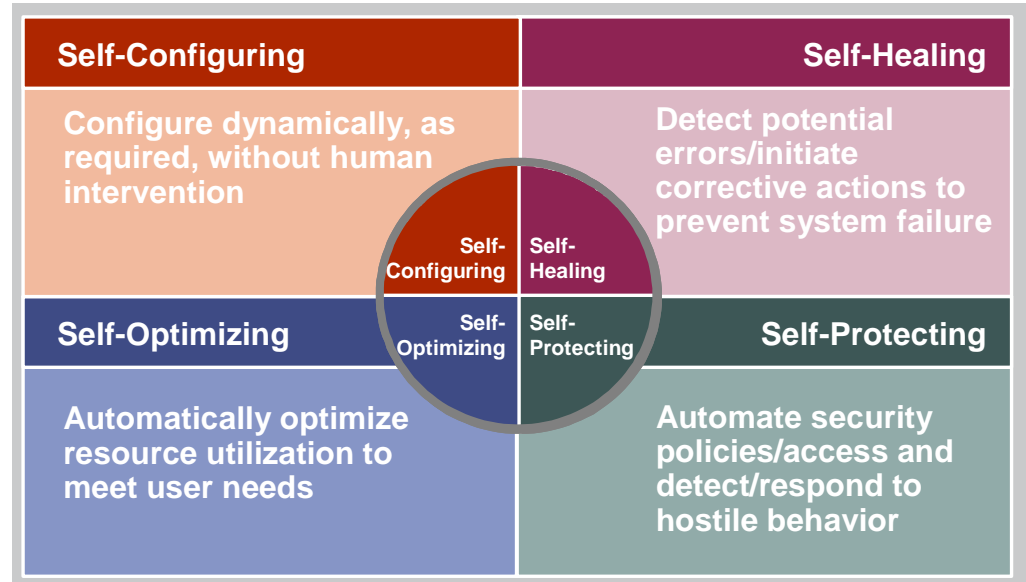 Self-Configuring
Self-Healing
Configure dynamically, as
required, without human
intervention
Detect potential
errors/initiate
corrective actions to
prevent system failure
Self-
Configuring
Self-
Healing
Self-Optimizing
Self-
Optimizing
Self-
Protecting
Self-Protecting
Automatically optimize
resource utilization to
meet user needs
Automate security
policies/access and
detect/respond to
hostile behavior